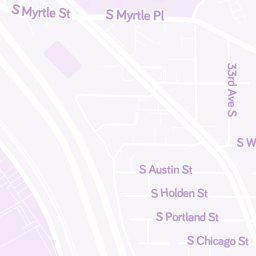 S Myrtle St
S Myrtle Pl
33rd Ave S
S W
S Austin St
S Holden St
S Portland St
S Chicago St